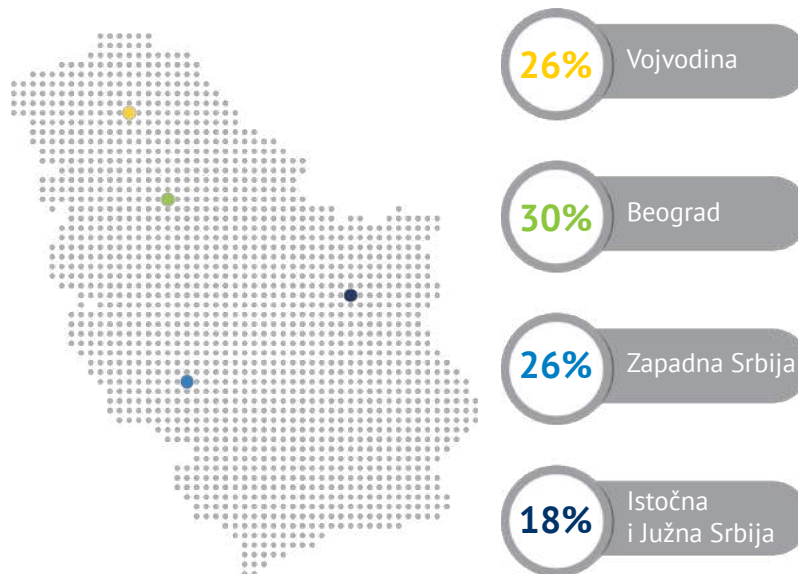 26%
Vojvodina
30%
Beograd
26%
Zapadna Srbija
18%
Istočna
i Južna Srbija